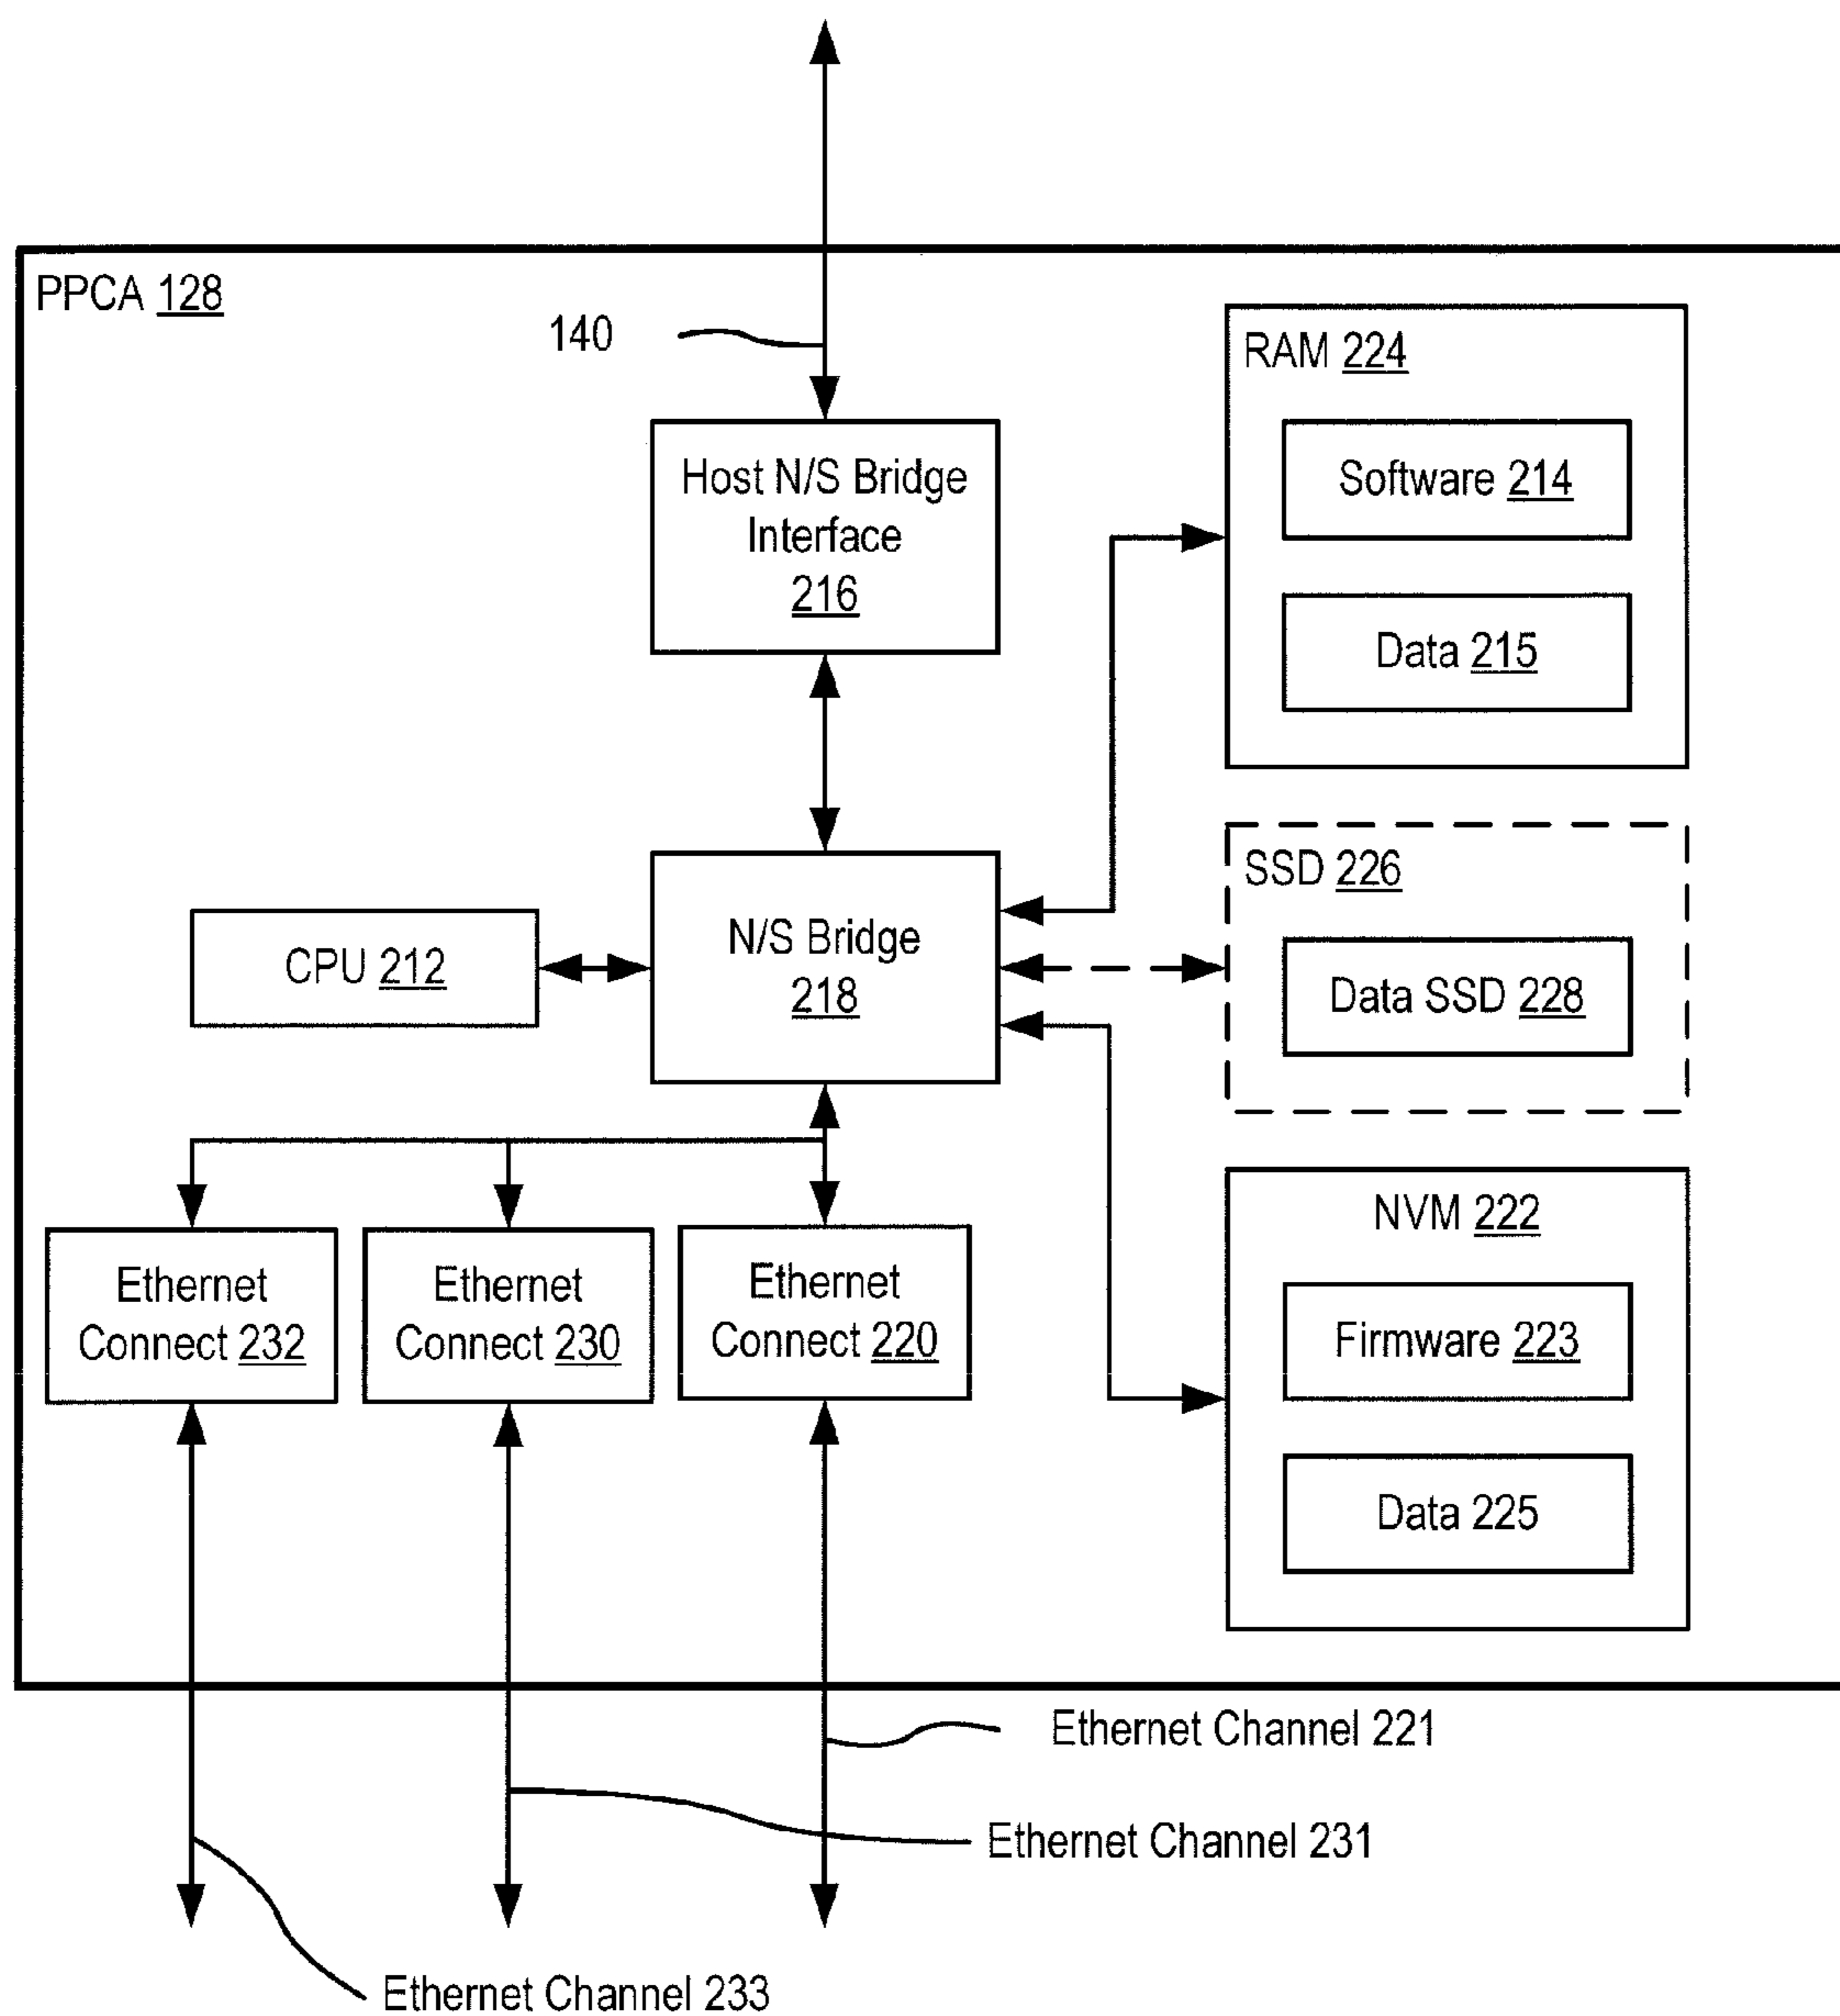 PPCA 128
140
Host N/S Bridge
Interface
216
RAM 224
Software 214
Data 215
CPU 212
N/S Bridge
218
SSD 226
Data SSD 228
Ethernet
Connect 232
Ethernet
Connect 230
Ethernet
Connect 220
NVM 222
Firmware 223
Data 225
Ethernet Channel 221
Ethernet Channel 231
Ethernet Channel 233